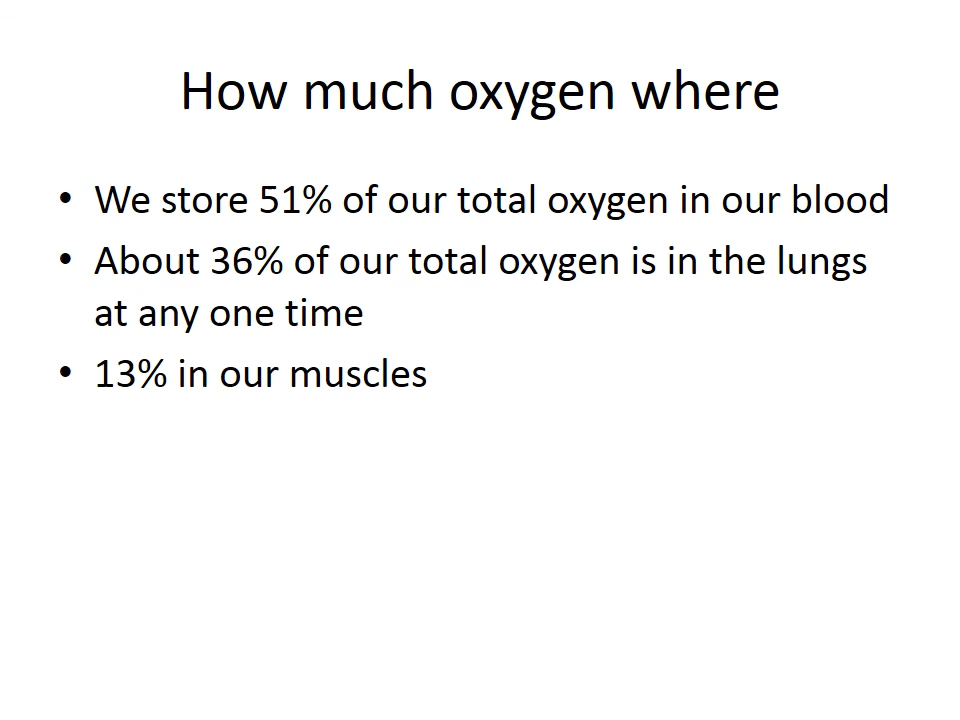 How much oxygen where
• We store 51% of our total oxygen in our blood
• About 36% of our total oxygen is in the lungs
at any one time
• 13% in our muscles